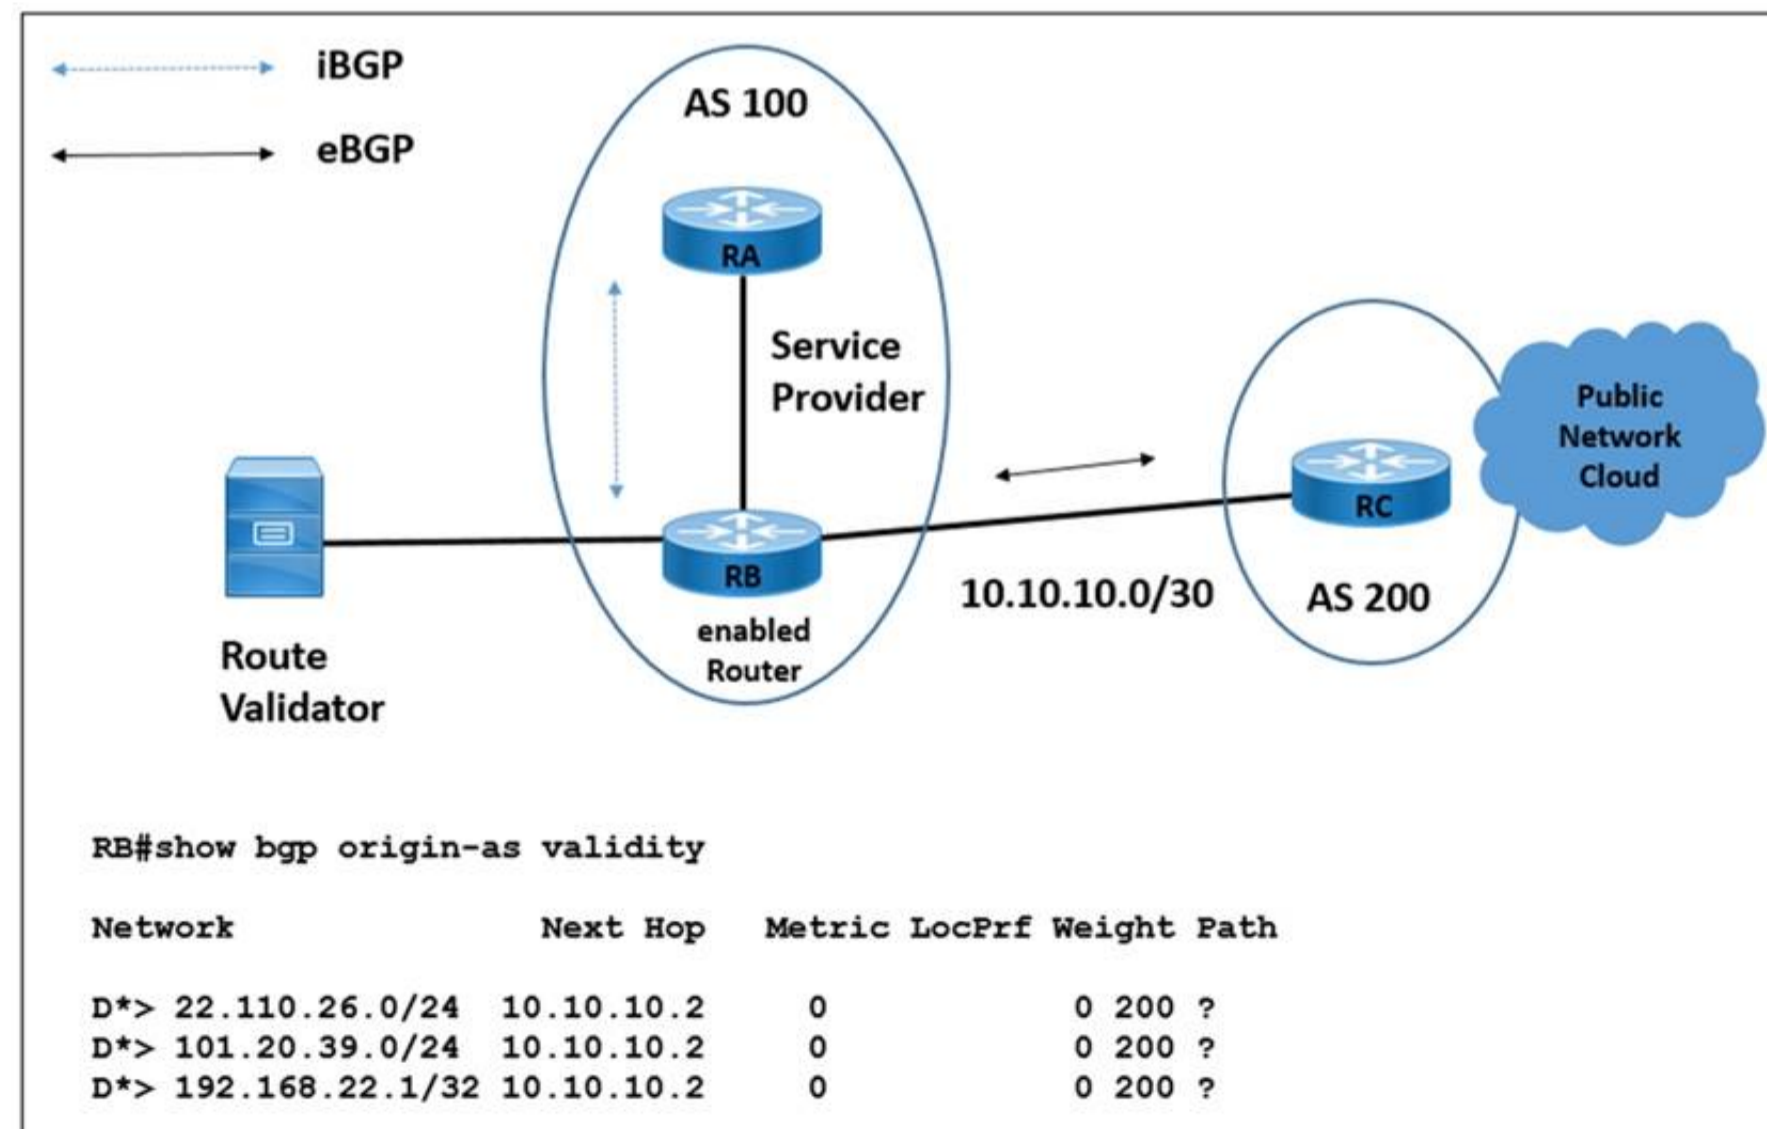 iBGP
eBGP
AS 100
RA
Service
Provider
Public
Network
Cloud
RC
RB
enabled
Router
10.10.10.0/30
AS 200
Route
Validator
RB#show bgp origin-as validity
Network Next Hop Metric LocPrf Weight Path
D*> 22.110.26.0/24 10.10.10.2 0 0 200 ?
D*> 101.20.39.0/24 10.10.10.2 0 0 200 ?
D*> 192.168.22.1/32 10.10.10.2 0 0 200 ?